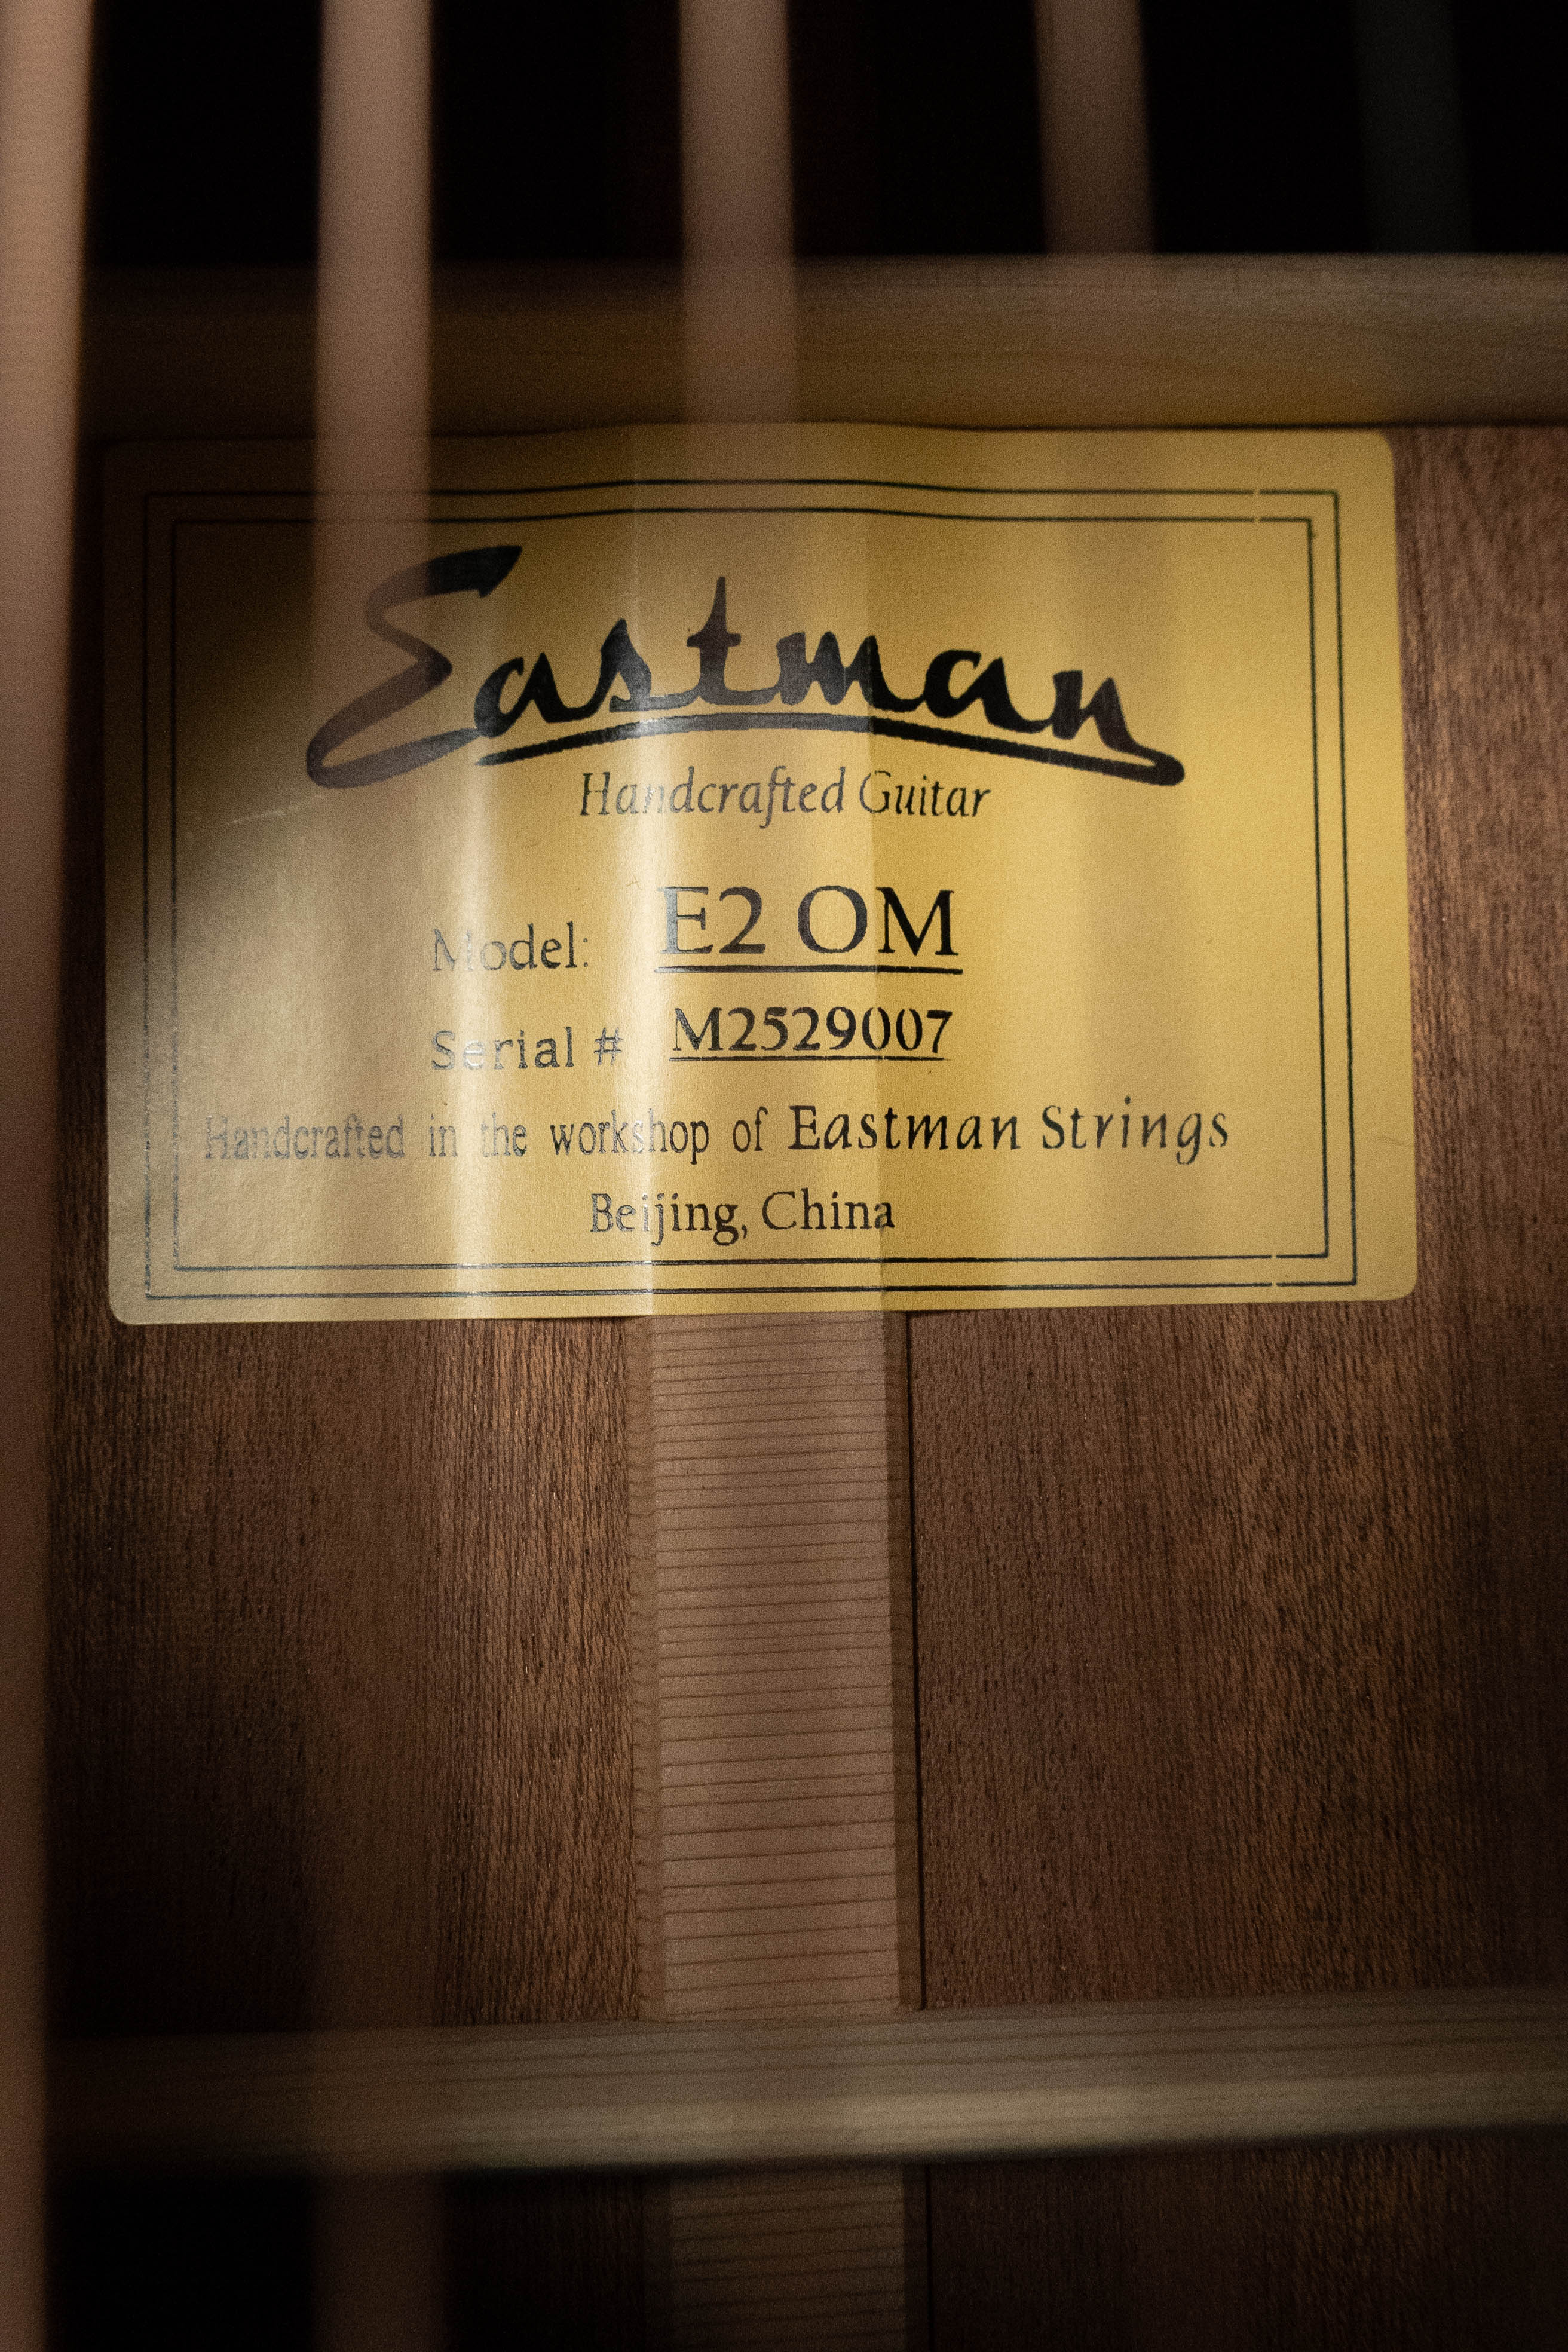 Eastman
Handcrafted Guitar
Model: E2 OM
Serial # M2529007
Handcrafted in the workshop of Eastman Strings
Beijing, China